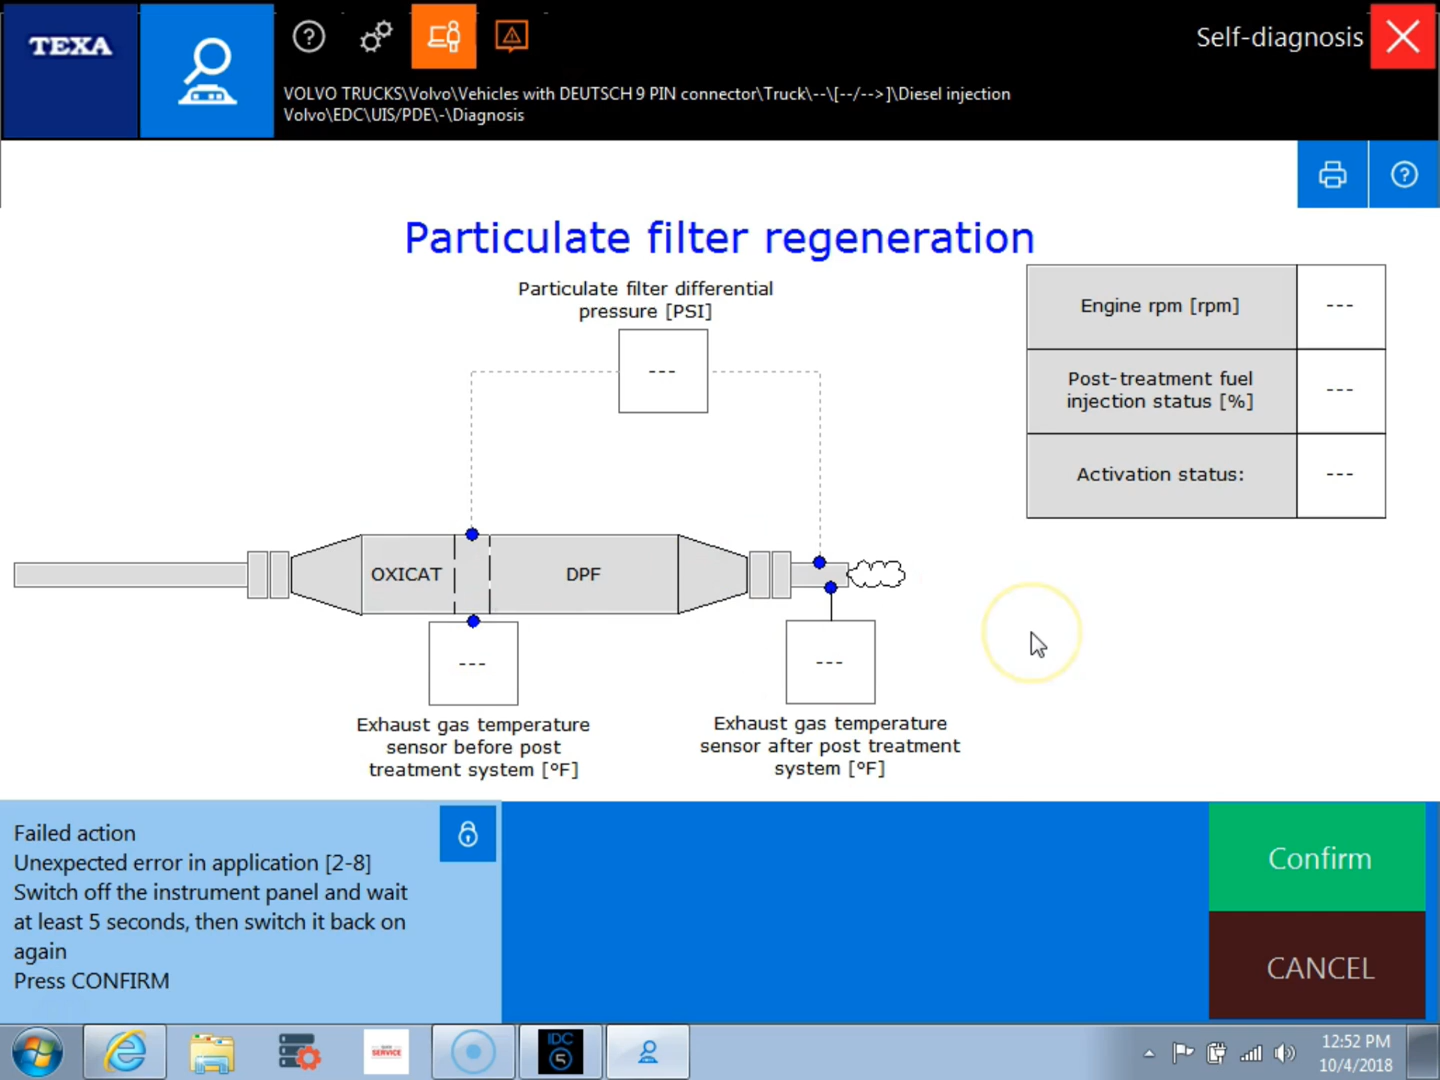 TEXA
?
Self-diagnosis
VOLVO TRUCKS\Volvo\Vehicles with DEUTSCH 9 PIN connector\Truck\--\[--/-->]\Diesel injection
Volvo\EDC\UIS/PDE\-\Diagnosis
?
Particulate filter regeneration
Particulate filter differential
pressure [PSI]
---
Engine rpm [rpm]
---
Post-treatment fuel
injection status [%]
---
Activation status:
---
OXICAT
DPF
---
---
Exhaust gas temperature
sensor before post
treatment system [°F]
Exhaust gas temperature
sensor after post treatment
system [°F]
Failed action
Unexpected error in application [2-8]
Switch off the instrument panel and wait
at least 5 seconds, then switch it back on
again
Press CONFIRM
Confirm
CANCEL
SERVICE
IDC
5
12:52 PM
10/4/2018